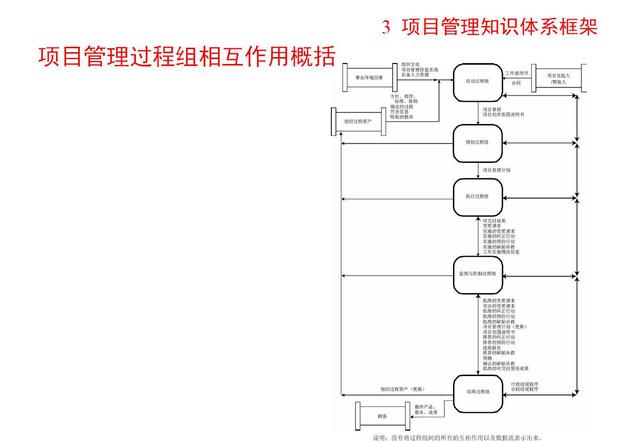 3 项目管理知识体系框架
项目管理过程组相互作用概括
组织文化
项目管理信息系统
后备人力资源
事业环境因素
启动过程组
工作说明书
合同
项目发起人
/赞助人
方针、程序、
标准、原则
确定的过程
历史信息
吸取的教训
组织过程资产
项目章程
项目初步范围说明书
规划过程组
项目管理计划
执行过程组
可交付成果
变更请求
实施的变更请求
实施的纠正行动
实施的预防行动
实施的缺陷补救
工作实施情况信息
监视与控制过程组
批准的变更请求
否决的变更请求
批准的纠正行动
批准的预防行动
批准的缺陷补救
项目管理计划（更新）
项目范围说明书
推荐的纠正行动
推荐的预防行动
进绩报告
推荐的缺陷补救
预测
确认的缺陷补救
批准的可交付使用成果
组织过程资产（更新）
收尾过程组
行政收尾程序
合同收尾程序
最终产品、
服务、成果
顾客
说明：没有将过程组间的所有的互相作用以及数据流表示出来。